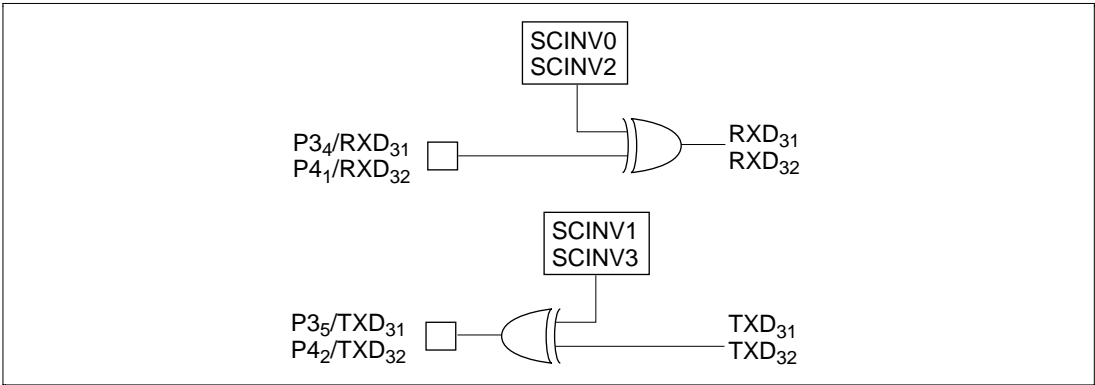 SCINV0
SCINV2
P3₄/RXD₃₁
P4₁/RXD₃₂
RXD₃₁
RXD₃₂
SCINV1
SCINV3
P3₅/TXD₃₁
P4₂/TXD₃₂
TXD₃₁
TXD₃₂